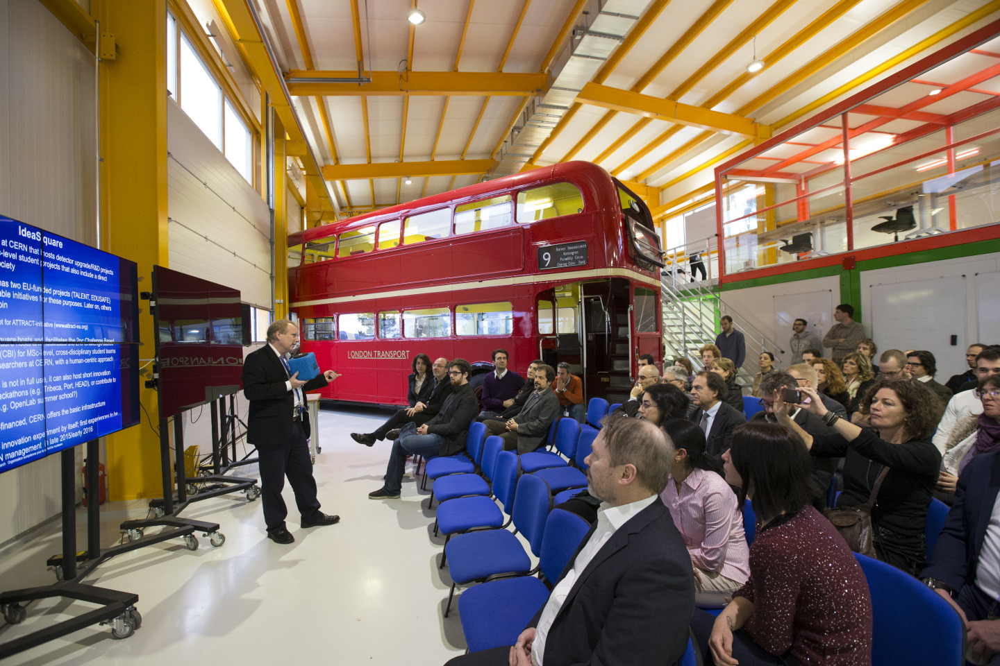 IdeaSquare
at CERN that hosts detector upgrade/R&D projects
c-level student projects that also include a direct
ociety
has two EU-funded projects (TALENT, EDUSAFE)
able initiatives for these purposes. Later on, others
oin
pt for ATTRACT-initiative (www.attract-eu.org)
quare hosts and facilitates the 2nd Challenge Based
(CBI) for MSc-level, cross-disciplinary student teams
searchers at CERN, with a human-centric approach
is not in full use, it can also host short innovation
ackathons (e.g. Tribeca, Port, HEAD), or contribute to
e.g. OpenLab summer school?)
-financed, CERN offers the basic infrastructure
innovation experiment by itself; first experiences to be
N management in late 2015/early 2016
9
Barnes Hammersmith
Kensington
Piccadilly Circus
Charing Cross Bank
LONDON TRANSPORT